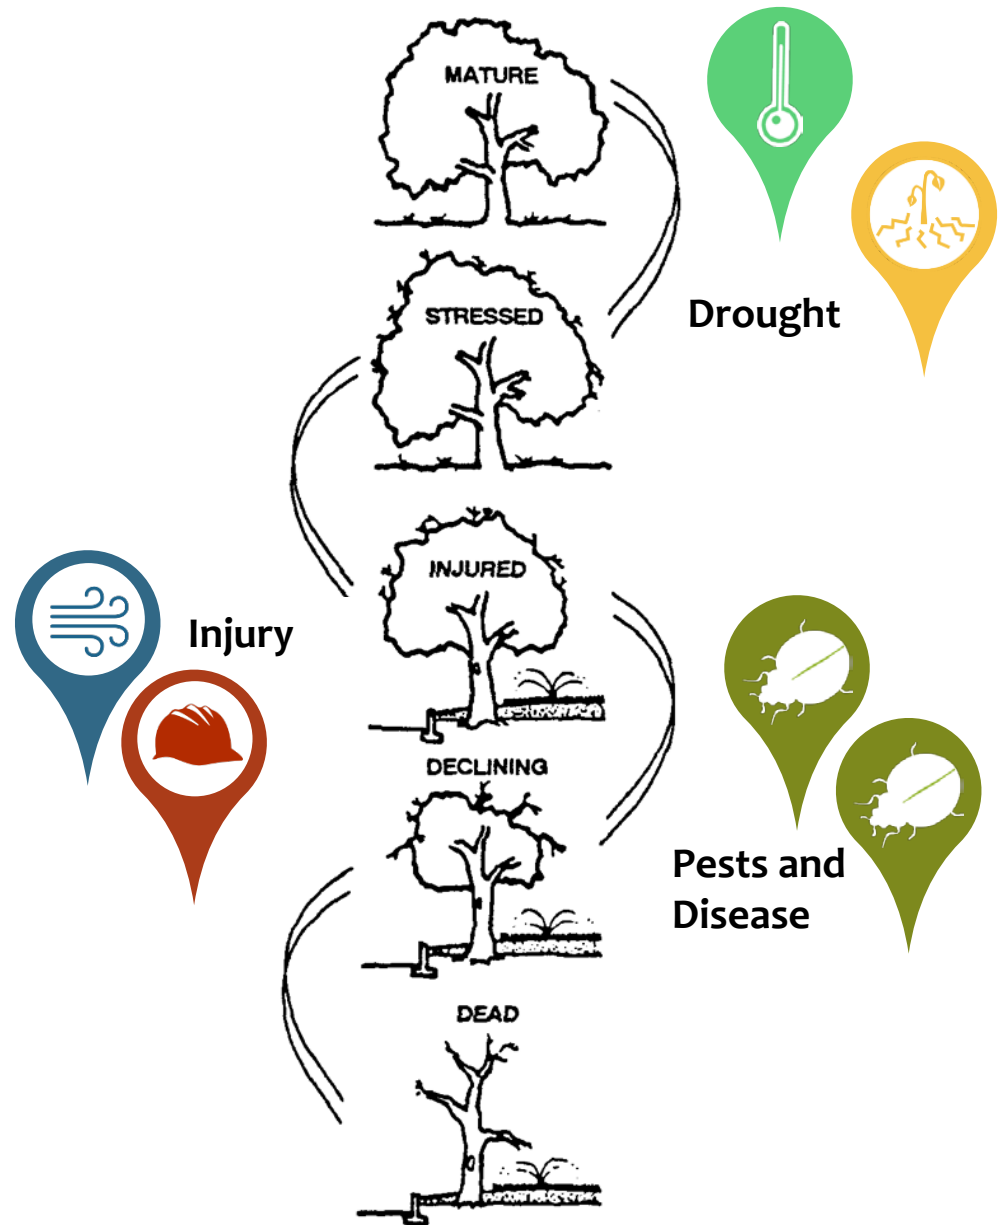 MATURE
Drought
STRESSED
INJURED
Injury
DECLINING
Pests and
Disease
DEAD